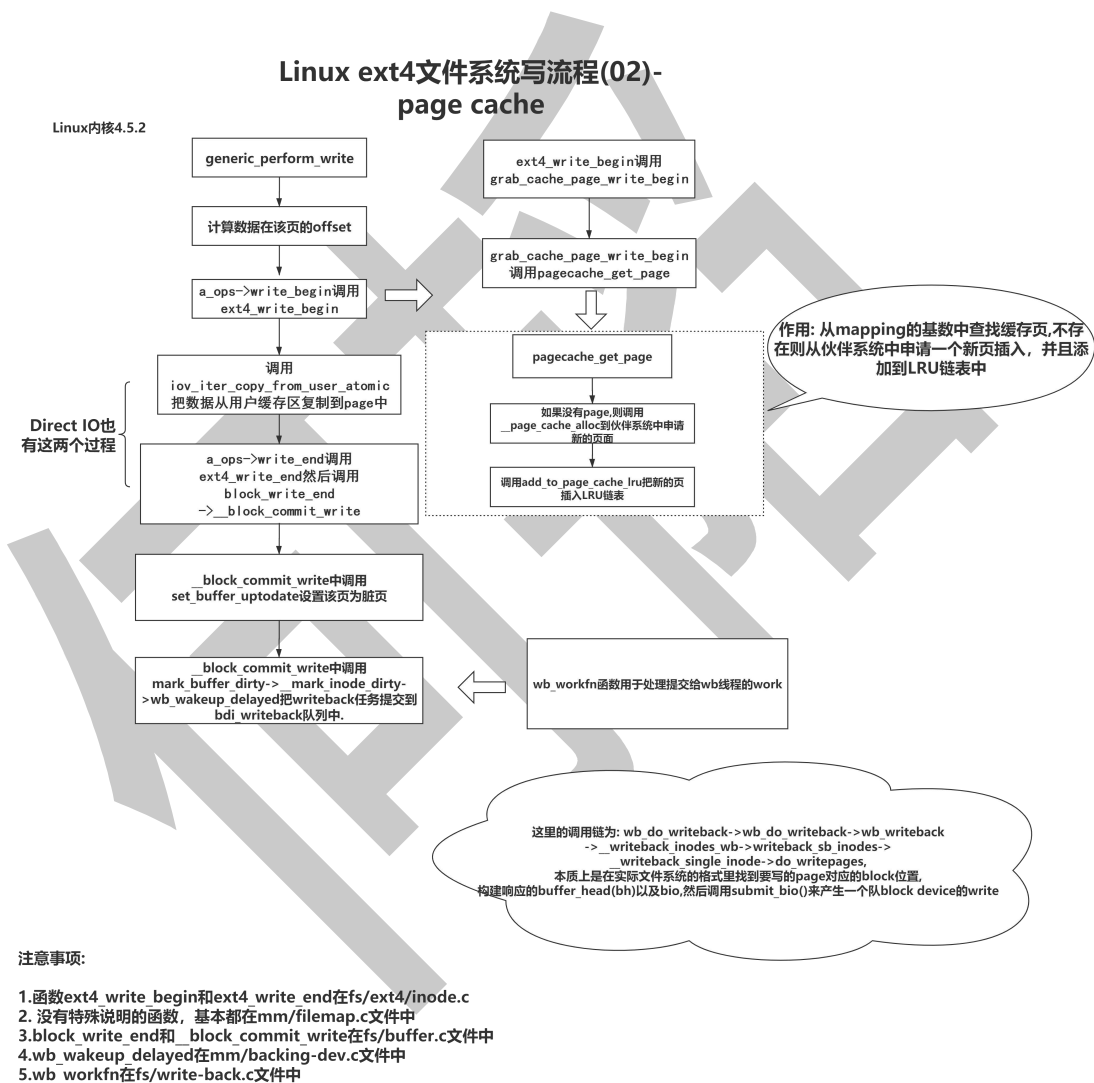 Linux ext4文件系统写流程(02)-
page cache
Linux内核4.5.2
generic_perform_write
计算数据在该页的offset
a_ops->write_begin调用
ext4_write_begin
调用
iov_iter_copy_from_user_atomic
把数据从用户缓存区复制到page中
Direct IO也
有这两个过程
a_ops->write_end调用
ext4_write_end然后调用
block_write_end
->__block_commit_write
__block_commit_write中调用
set_buffer_uptodate设置该页为脏页
__block_commit_write中调用
mark_buffer_dirty->__mark_inode_dirty-
>wb_wakeup_delayed把writeback任务提交到
bdi_writeback队列中.
ext4_write_begin调用
grab_cache_page_write_begin
grab_cache_page_write_begin
调用pagecache_get_page
pagecache_get_page
如果没有page,则调用
__page_cache_alloc到伙伴系统中申请
新的页面
调用add_to_page_cache_lru把新的页
插入LRU链表
作用: 从mapping的基数中查找缓存页,不存
在则从伙伴系统中申请一个新页插入，并且添
加到LRU链表中
wb_workfn函数用于处理提交给wb线程的work
这里的调用链为: wb_do_writeback->wb_do_writeback->wb_writeback
->__writeback_inodes_wb->writeback_sb_inodes->
__writeback_single_inode->do_writepages,
本质上是在实际文件系统的格式里找到要写的page对应的block位置,
构建响应的buffer_head(bh)以及bio,然后调用submit_bio()来产生一个队block device的write
注意事项:
1.函数ext4_write_begin和ext4_write_end在fs/ext4/inode.c
2. 没有特殊说明的函数，基本都在mm/filemap.c文件中
3.block_write_end和__block_commit_write在fs/buffer.c文件中
4.wb_wakeup_delayed在mm/backing-dev.c文件中
5.wb_workfn在fs/write-back.c文件中